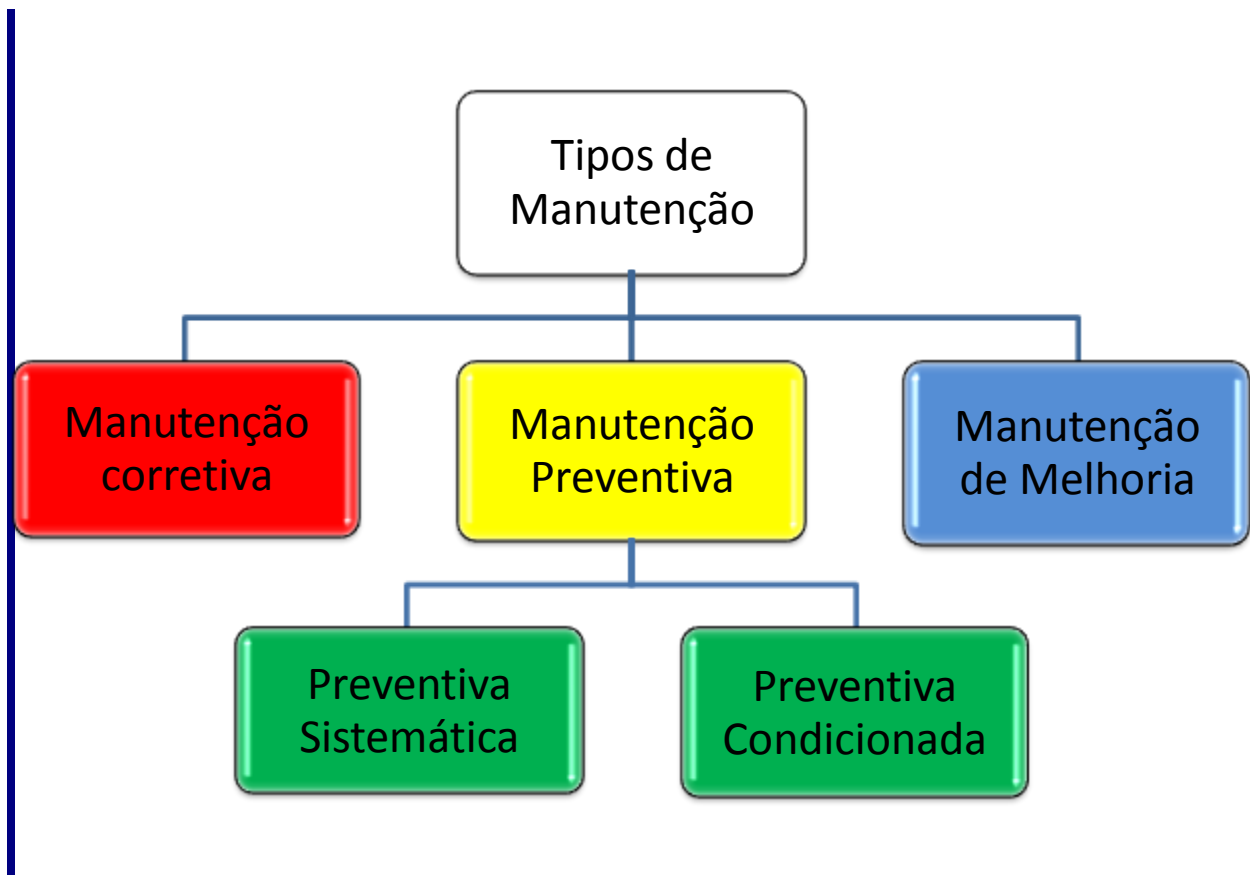 Tipos de
Manutenção
Manutenção
corretiva
Manutenção
Preventiva
Manutenção
de Melhoria
Preventiva
Sistemática
Preventiva
Condicionada